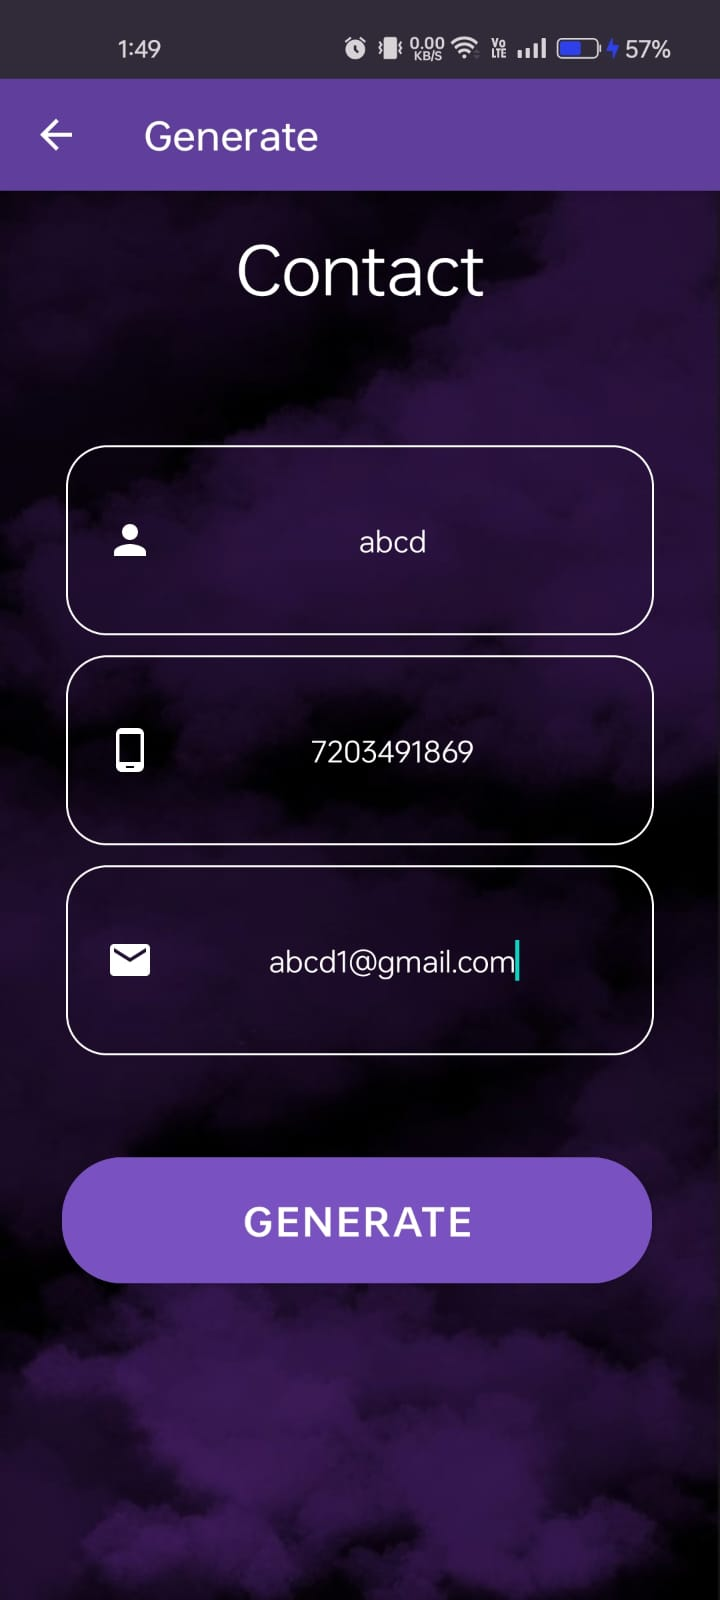 1:49
0.00
KB/S
Vo
LTE
57%
Generate
Contact
abcd
7203491869
abcd1@gmail.com
GENERATE